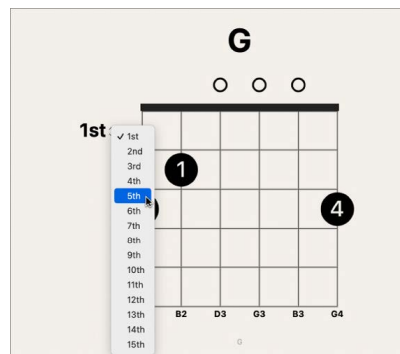 G
1st
✓ 1st
2nd
3rd
4th
5th
6th
7th
8th
9th
10th
11th
12th
13th
14th
15th
1
4
B2 D3 G3 B3 G4
G